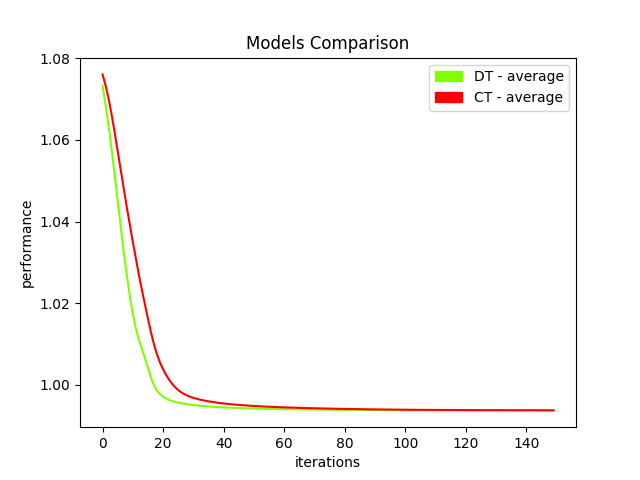 Models Comparison
DT - average
CT - average
performance
1.08
1.06
1.04
1.02
1.00
0 20 40 60 80 100 120 140
iterations